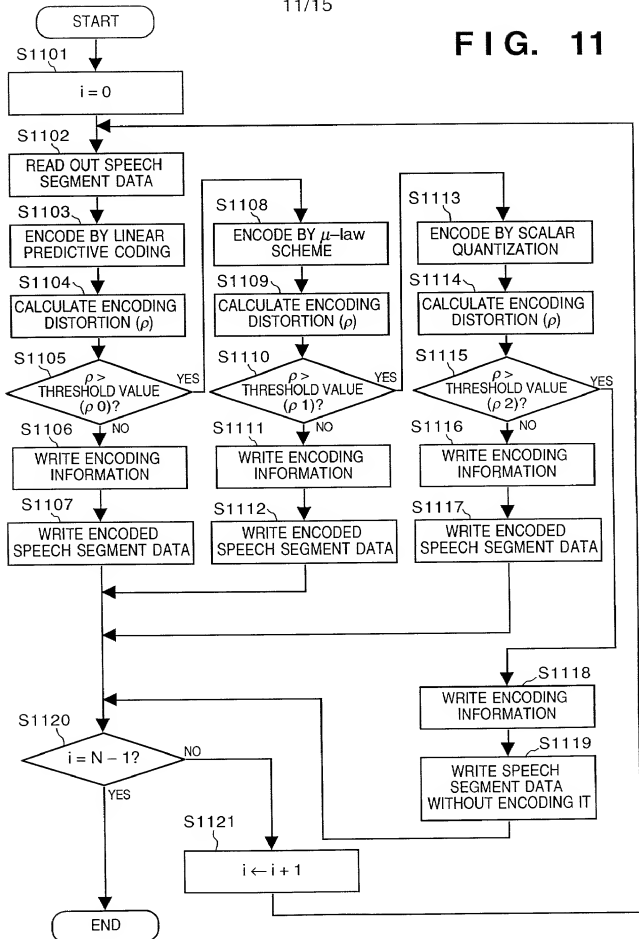 11/15
FIG. 11
START
S1101
i = 0
S1102
READ OUT SPEECH
SEGMENT DATA
S1103
ENCODE BY LINEAR
PREDICTIVE CODING
S1104
CALCULATE ENCODING
DISTORTION (ρ)
S1105
ρ >
THRESHOLD VALUE
(ρ 0)?
YES
NO
S1106
WRITE ENCODING
INFORMATION
S1107
WRITE ENCODED
SPEECH SEGMENT DATA
S1108
ENCODE BY μ-law
SCHEME
S1109
CALCULATE ENCODING
DISTORTION (ρ)
S1110
ρ >
THRESHOLD VALUE
(ρ 1)?
YES
NO
S1111
WRITE ENCODING
INFORMATION
S1112
WRITE ENCODED
SPEECH SEGMENT DATA
S1113
ENCODE BY SCALAR
QUANTIZATION
S1114
CALCULATE ENCODING
DISTORTION (ρ)
S1115
ρ >
THRESHOLD VALUE
(ρ 2)?
YES
NO
S1116
WRITE ENCODING
INFORMATION
S1117
WRITE ENCODED
SPEECH SEGMENT DATA
S1118
WRITE ENCODING
INFORMATION
S1119
WRITE SPEECH
SEGMENT DATA
WITHOUT ENCODING IT
S1120
i = N – 1?
NO
YES
S1121
i ← i + 1
END